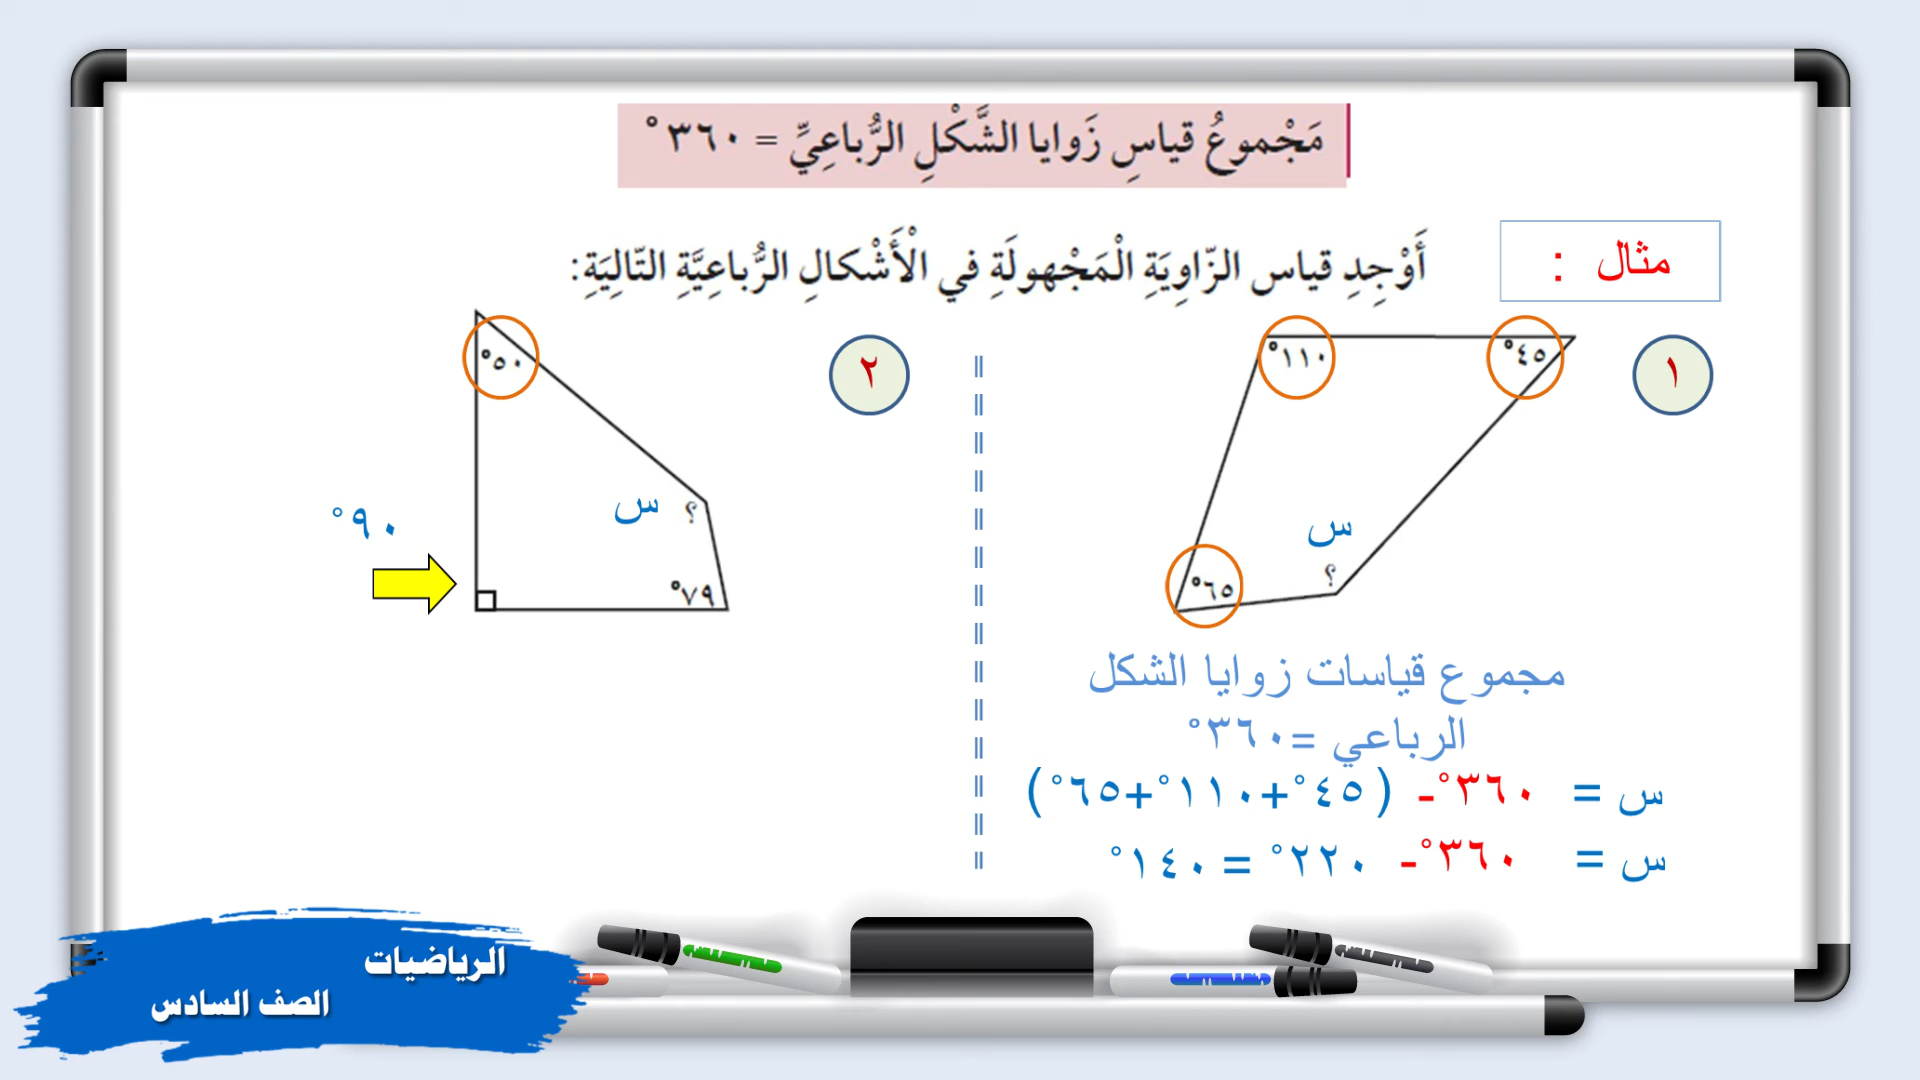 مَجْموعُ قياسِ زَوايا الشَّكْلِ الرُّباعِيِّ = ٣٦٠°
مثال :
أَوْجِدِ قياس الزّاوِيَةِ الْمَجْهولَةِ في الْأَشْكالِ الرُّباعِيَّةِ التّالِيَةِ:
١
٤٥°
١١٠°
س
؟
٦٥°
مجموع قياسات زوايا الشكل
الرباعي =٣٦٠°
س = ٣٦٠°- (٤٥°+١١٠°+٦٥°)
س = ٣٦٠°- ٢٢٠° = ١٤٠°
٢
٥٠°
س
؟
٩٠°
٧٩°
الرياضيات
الصف السادس